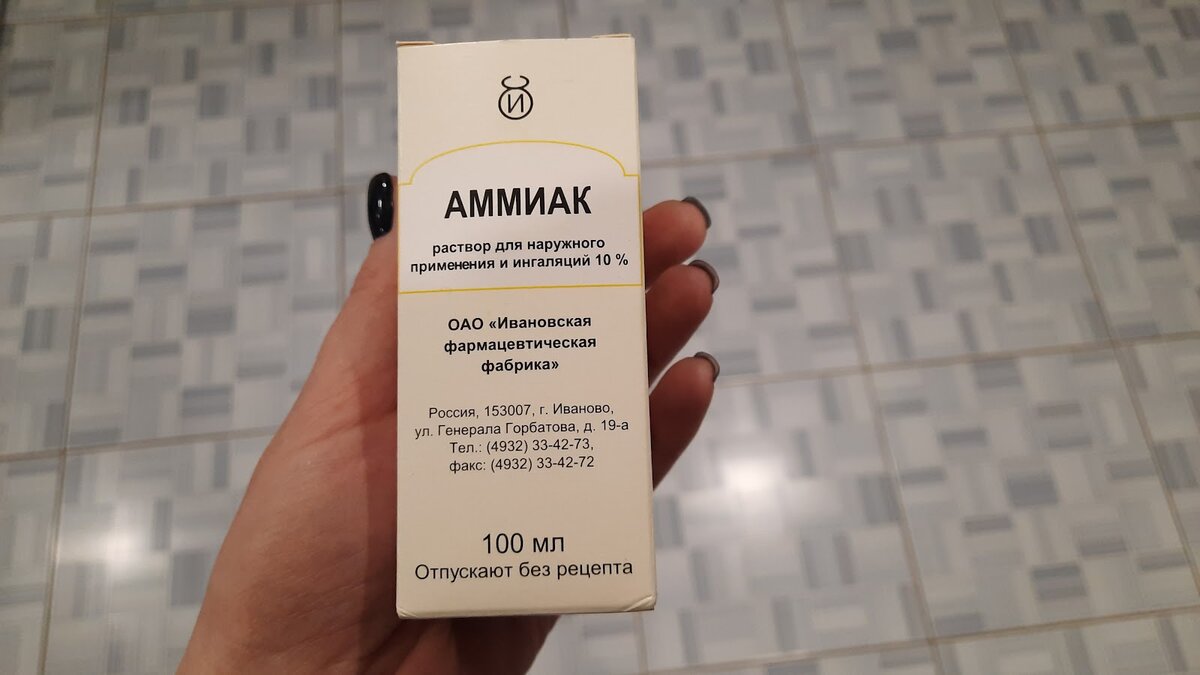 И
АММИАК
раствор для наружного
применения и ингаляций 10 %
ОАО «Ивановская
фармацевтическая
фабрика»
Россия, 153007, г. Иваново,
ул. Генерала Горбатова, д. 19-а
Тел.: (4932) 33-42-73,
факс: (4932) 33-42-72
100 мл
Отпускают без рецепта